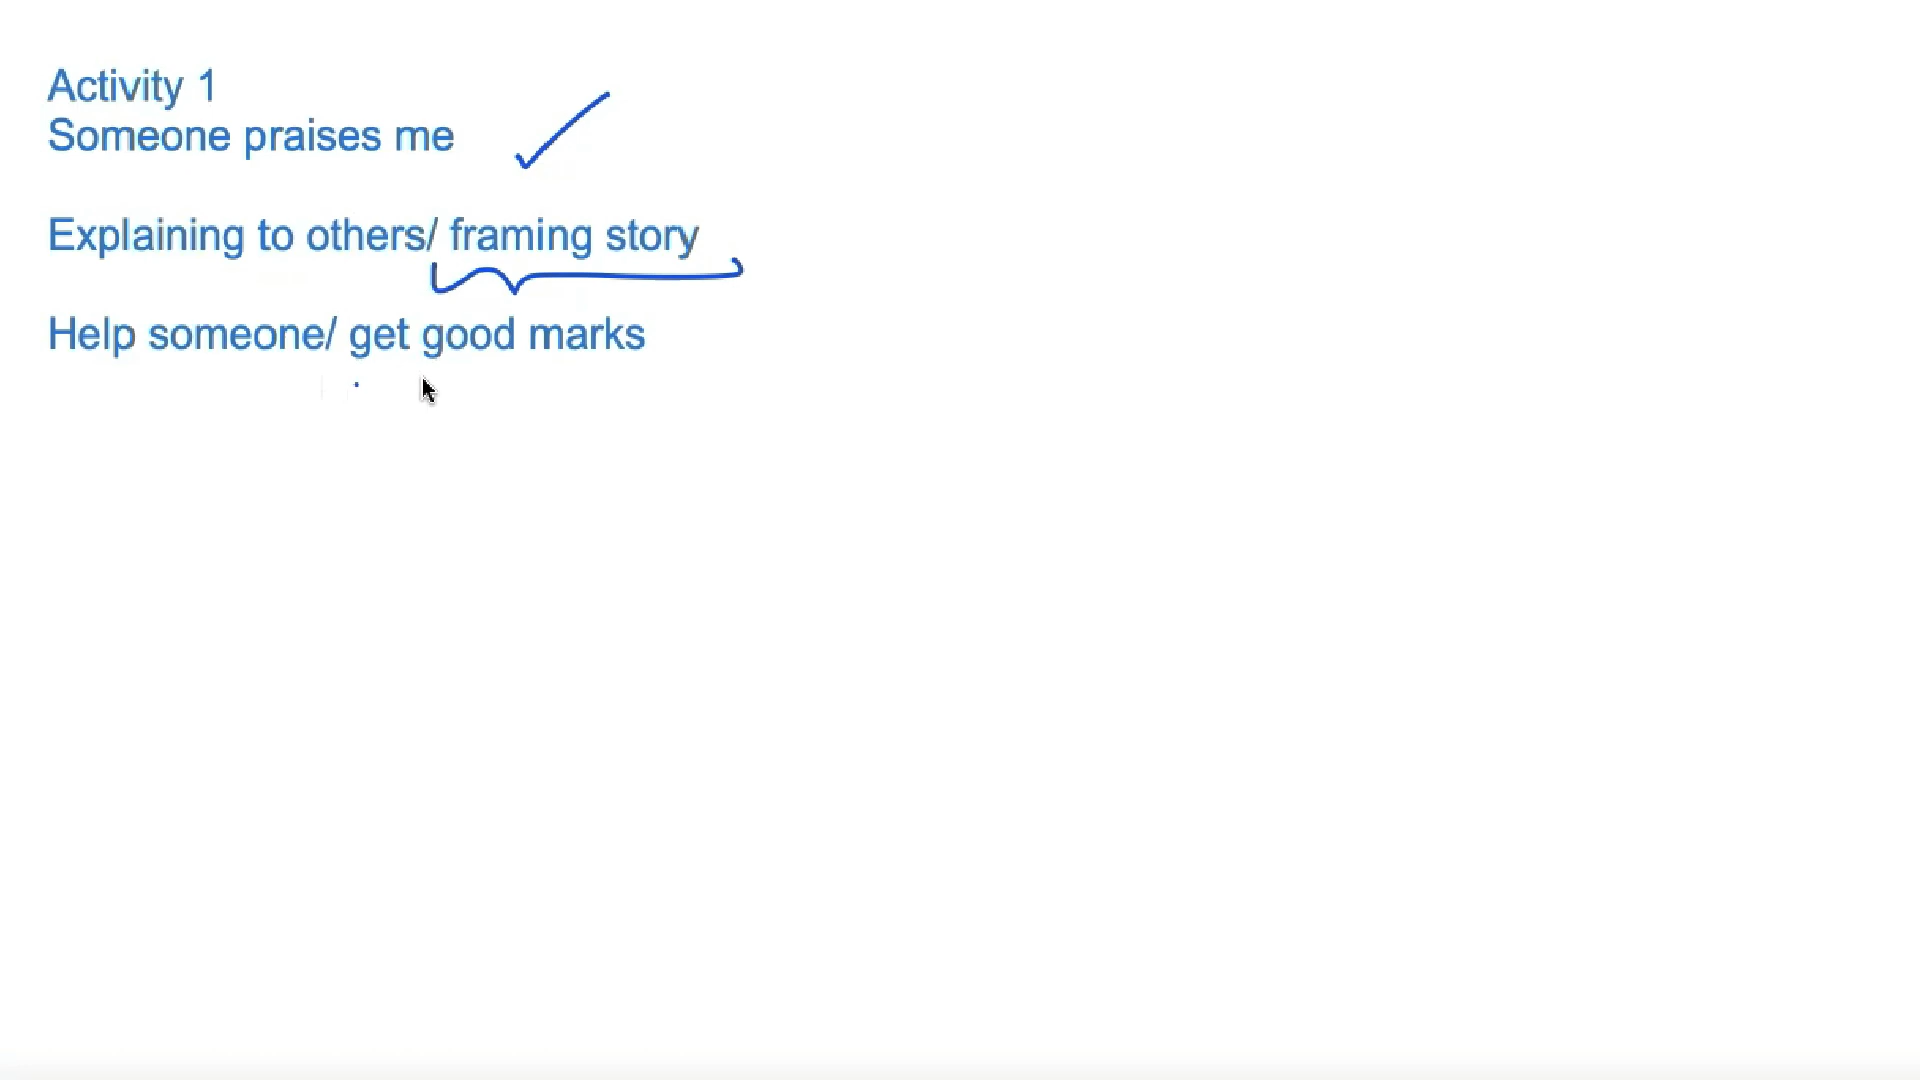 Activity 1
Someone praises me
Explaining to others/ framing story
Help someone/ get good marks